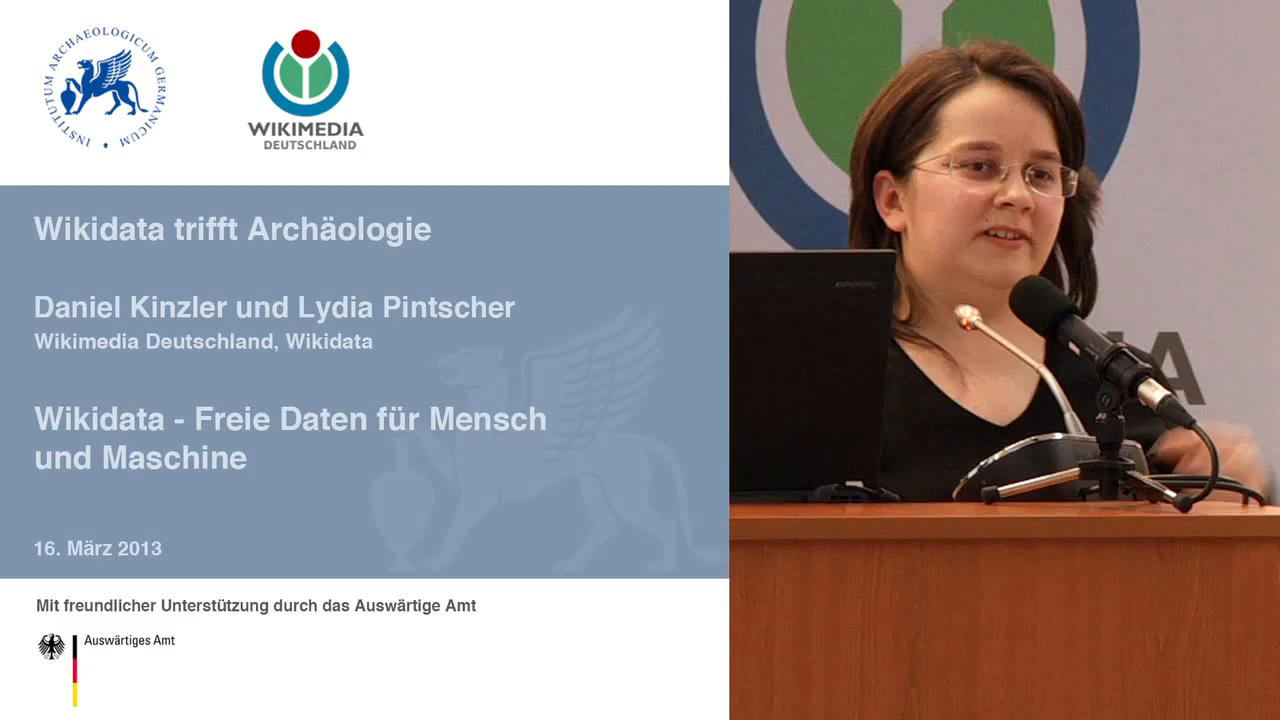 INSTITUTUM ARCHAEOLOGICUM GERMANICUM
WIKIMEDIA
DEUTSCHLAND
Wikidata trifft Archäologie
Daniel Kinzler und Lydia Pintscher
Wikimedia Deutschland, Wikidata
Wikidata - Freie Daten für Mensch
und Maschine
16. März 2013
Mit freundlicher Unterstützung durch das Auswärtige Amt
Auswärtiges Amt
IA